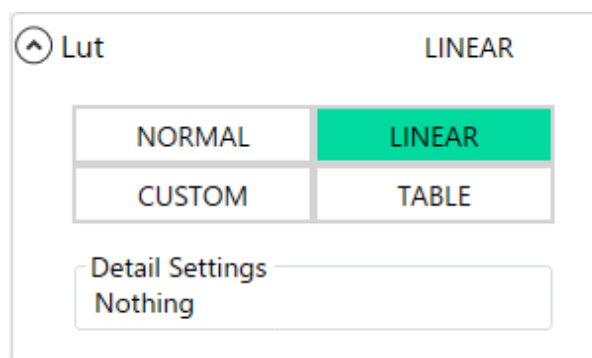 Lut LINEAR
NORMAL LINEAR
CUSTOM TABLE
Detail Settings
Nothing